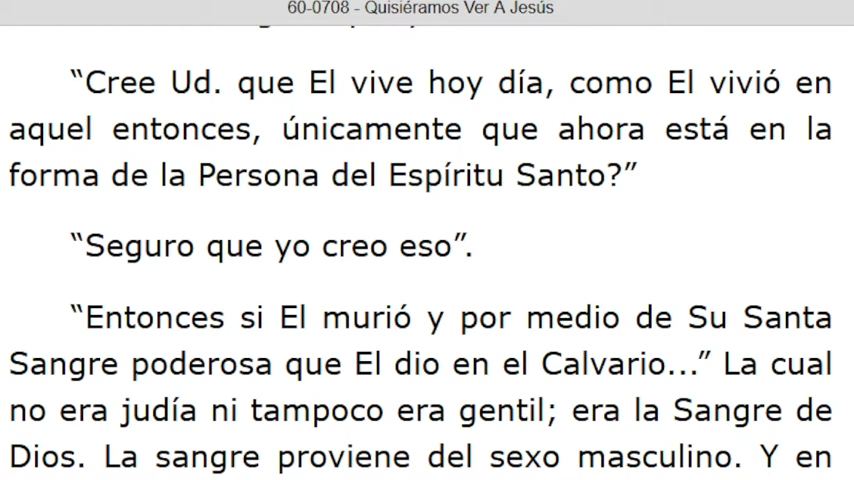 60-0708 - Quisiéramos Ver A Jesús
“Cree Ud. que El vive hoy día, como El vivió en
aquel entonces, únicamente que ahora está en la
forma de la Persona del Espíritu Santo?”
“Seguro que yo creo eso”.
“Entonces si El murió y por medio de Su Santa
Sangre poderosa que El dio en el Calvario...” La cual
no era judía ni tampoco era gentil; era la Sangre de
Dios. La sangre proviene del sexo masculino. Y en